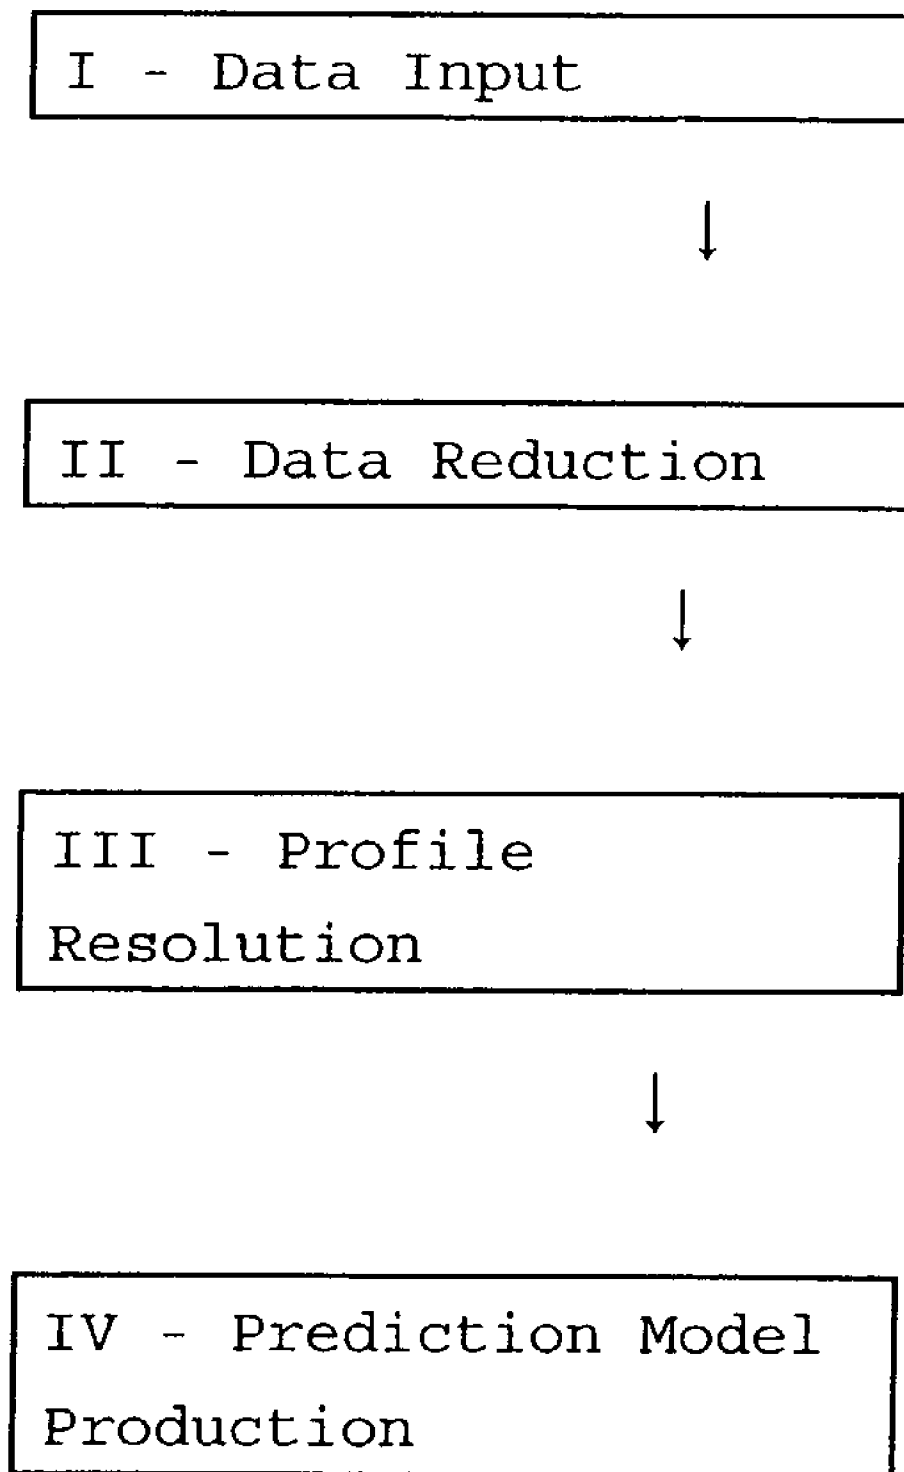 I - Data Input
↓
II - Data Reduction
↓
III - Profile
Resolution
↓
IV - Prediction Model
Production